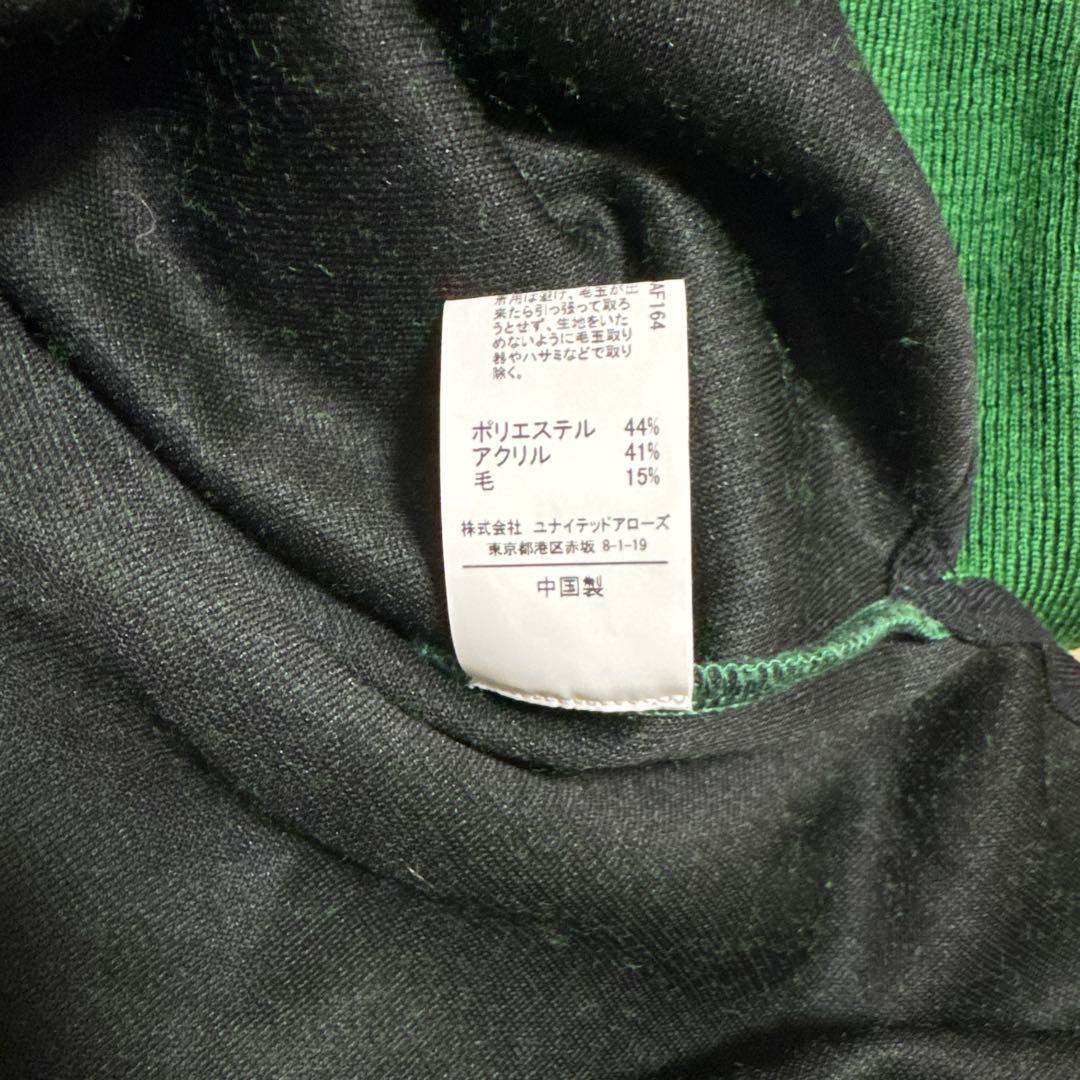 着用は避け、毛玉が出
来たら引っ張って取ろ
うとせず、生地をいた
めないように毛玉取り
器やハサミなどで取り
除く。
AF164
ポリエステル 44%
アクリル 41%
毛 15%
株式会社 ユナイテッドアローズ
東京都港区赤坂 8-1-19
中国製